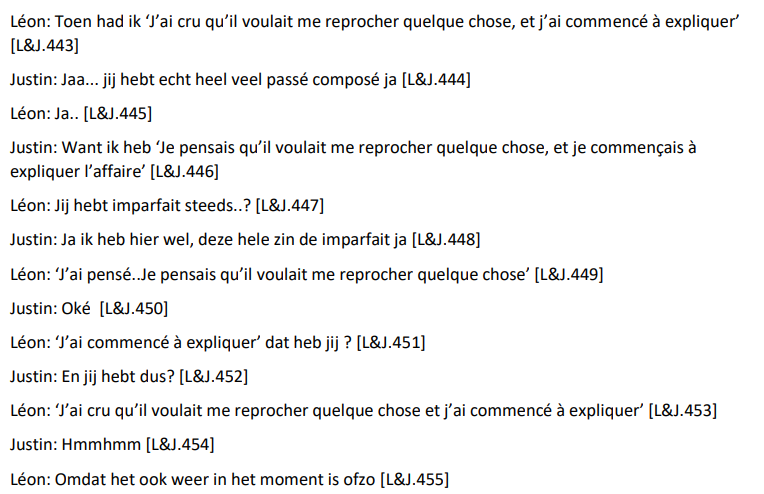 Léon: Toen had ik ‘J’ai cru qu’il voulait me reprocher quelque chose, et j’ai commencé à expliquer’
[L&J.443]
Justin: Jaa... jij hebt echt heel veel passé composé ja [L&J.444]
Léon: Ja.. [L&J.445]
Justin: Want ik heb ‘Je pensais qu’il voulait me reprocher quelque chose, et je commençais à
expliquer l’affaire’ [L&J.446]
Léon: Jij hebt imparfait steeds..? [L&J.447]
Justin: Ja ik heb hier wel, deze hele zin de imparfait ja [L&J.448]
Léon: ‘J’ai pensé..Je pensais qu’il voulait me reprocher quelque chose’ [L&J.449]
Justin: Oké  [L&J.450]
Léon: ‘J’ai commencé à expliquer’ dat heb jij ? [L&J.451]
Justin: En jij hebt dus? [L&J.452]
Léon: ‘J’ai cru qu’il voulait me reprocher quelque chose et j’ai commencé à expliquer’ [L&J.453]
Justin: Hmmhmm [L&J.454]
Léon: Omdat het ook weer in het moment is ofzo [L&J.455]